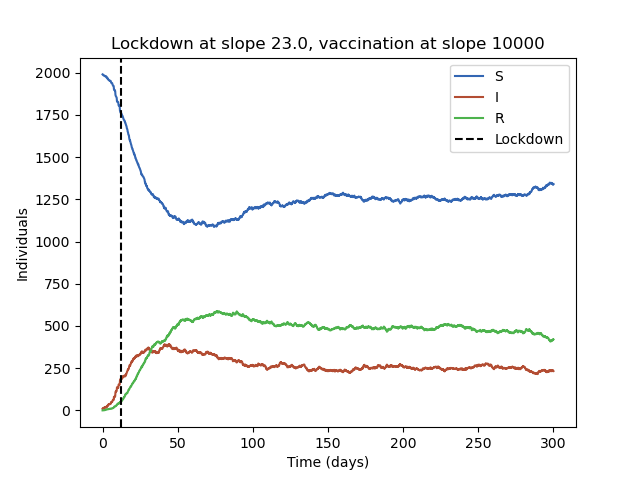 Lockdown at slope 23.0, vaccination at slope 10000
2000
1750
1500
1250
1000
750
500
250
0
Individuals
S
I
R
Lockdown
0 50 100 150 200 250 300
Time (days)